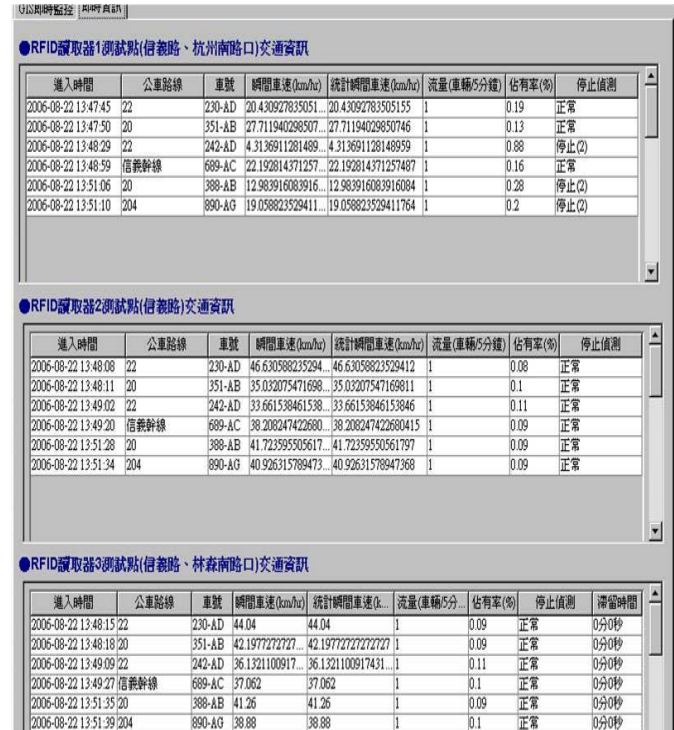 GIS即時監控 即時資訊
●RFID讀取器1測試點(信義路、杭州南路口)交通資訊
進入時間 公車路線 車號 瞬間車速(km/hr) 統計瞬間車速(km/hr) 流量(車輛/5分鐘) 佔有率(%) 停止偵測
2006-08-22 13:47:45 22 230-AD 20.430927835051... 20.43092783505155 1 0.19 正常
2006-08-22 13:47:50 20 351-AB 27.711940298507... 27.71194029850746 1 0.13 正常
2006-08-22 13:48:29 22 242-AD 4.3136911281489... 4.313691128148959 1 0.88 停止(2)
2006-08-22 13:48:59 信義幹線 689-AC 22.192814371257... 22.192814371257487 1 0.16 正常
2006-08-22 13:51:06 20 388-AB 12.983916083916... 12.983916083916084 1 0.28 停止(2)
2006-08-22 13:51:10 204 890-AG 19.058823529411... 19.058823529411764 1 0.2 停止(2)
●RFID讀取器2測試點(信義路)交通資訊
進入時間 公車路線 車號 瞬間車速(km/hr) 統計瞬間車速(km/hr) 流量(車輛/5分鐘) 佔有率(%) 停止偵測
2006-08-22 13:48:08 22 230-AD 46.630588235294... 46.63058823529412 1 0.08 正常
2006-08-22 13:48:11 20 351-AB 35.032075471698... 35.03207547169811 1 0.1 正常
2006-08-22 13:49:02 22 242-AD 33.661538461538... 33.66153846153846 1 0.11 正常
2006-08-22 13:49:20 信義幹線 689-AC 38.208247422680... 38.208247422680415 1 0.09 正常
2006-08-22 13:51:28 20 388-AB 41.723595505617... 41.72359550561797 1 0.09 正常
2006-08-22 13:51:34 204 890-AG 40.926315789473... 40.92631578947368 1 0.09 正常
●RFID讀取器3測試點(信義路、林森南路口)交通資訊
進入時間 公車路線 車號 瞬間車速(km/hr) 統計瞬間車速(k... 流量(車輛/5分... 佔有率(%) 停止偵測 滯留時間
2006-08-22 13:48:15 22 230-AD 44.04 44.04 1 0.09 正常 0分0秒
2006-08-22 13:48:18 20 351-AB 42.1977272727... 42.19772727272727 1 0.09 正常 0分0秒
2006-08-22 13:49:09 22 242-AD 36.1321100917... 36.1321100917431... 1 0.11 正常 0分0秒
2006-08-22 13:49:27 信義幹線 689-AC 37.062 37.062 1 0.1 正常 0分0秒
2006-08-22 13:51:35 20 388-AB 41.26 41.26 1 0.09 正常 0分0秒
2006-08-22 13:51:39 204 890-AG 38.88 38.88 1 0.1 正常 0分0秒